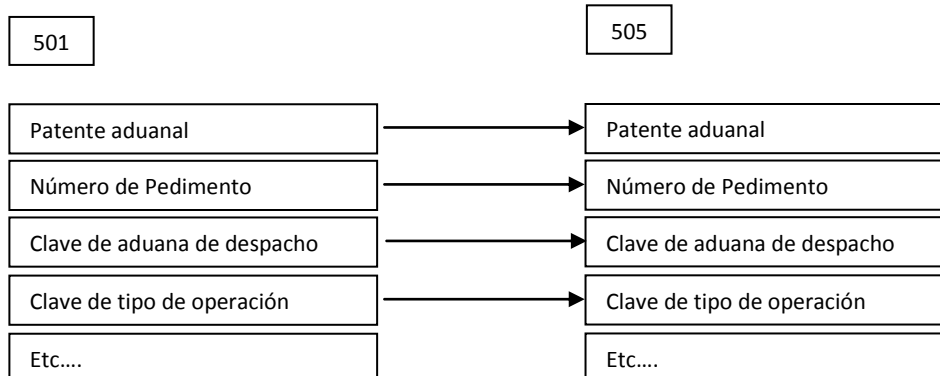 501
505
Patente aduanal
Patente aduanal
Número de Pedimento
Número de Pedimento
Clave de aduana de despacho
Clave de aduana de despacho
Clave de tipo de operación
Clave de tipo de operación
Etc....
Etc....